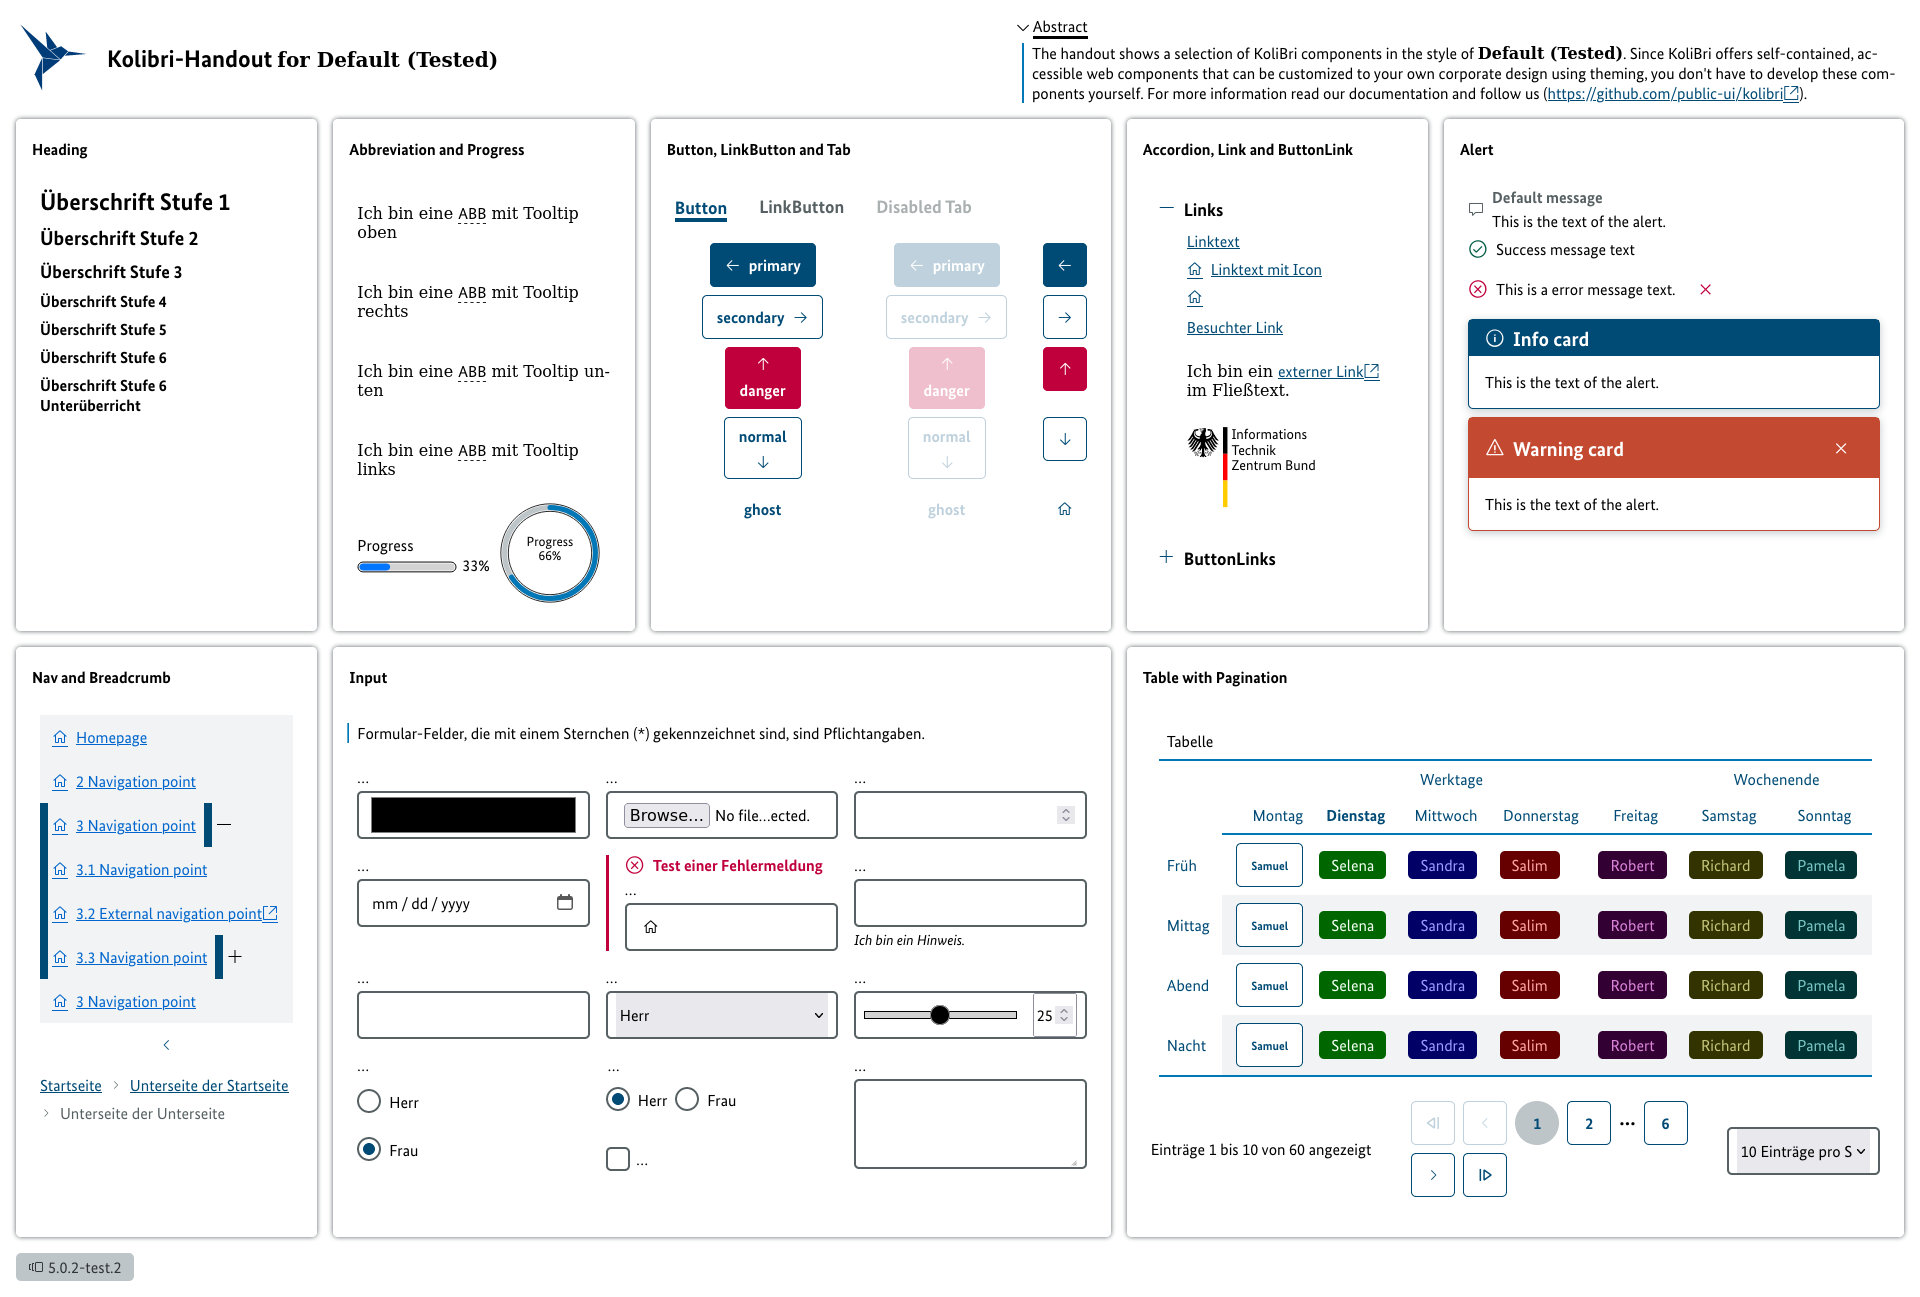 Kolibri-Handout for Default (Tested)
Abstract
The handout shows a selection of KoliBri components in the style of Default (Tested). Since KoliBri offers self-contained, ac-
cessible web components that can be customized to your own corporate design using theming, you don't have to develop these com-
ponents yourself. For more information read our documentation and follow us (https://github.com/public-ui/kolibri).
Heading
Überschrift Stufe 1
Überschrift Stufe 2
Überschrift Stufe 3
Überschrift Stufe 4
Überschrift Stufe 5
Überschrift Stufe 6
Überschrift Stufe 6
Unterüberricht
Abbreviation and Progress
Ich bin eine ABB mit Tooltip
oben
Ich bin eine ABB mit Tooltip
rechts
Ich bin eine ABB mit Tooltip un-
ten
Ich bin eine ABB mit Tooltip
links
Progress
33%
Progress
66%
Button, LinkButton and Tab
Button LinkButton Disabled Tab
primary primary
secondary secondary
danger danger
normal normal
ghost ghost
Accordion, Link and ButtonLink
Links
Linktext
Linktext mit Icon
Besuchter Link
Ich bin ein externer Link
im Fließtext.
Informations
Technik
Zentrum Bund
ButtonLinks
Alert
Default message
This is the text of the alert.
Success message text
This is a error message text.
Info card
This is the text of the alert.
Warning card
This is the text of the alert.
Nav and Breadcrumb
Homepage
2 Navigation point
3 Navigation point
3.1 Navigation point
3.2 External navigation point
3.3 Navigation point
3 Navigation point
Startseite Unterseite der Startseite
Unterseite der Unterseite
Input
Formular-Felder, die mit einem Sternchen (*) gekennzeichnet sind, sind Pflichtangaben.
... ... ...
Browse... No file...ected.
... Test einer Fehlermeldung ...
mm / dd / yyyy
...
Ich bin ein Hinweis.
... ... ...
Herr 25
... ... ...
Herr Herr Frau
Frau
...
Table with Pagination
Tabelle
Werktage Wochenende
Montag Dienstag Mittwoch Donnerstag Freitag Samstag Sonntag
Früh Samuel Selena Sandra Salim Robert Richard Pamela
Mittag Samuel Selena Sandra Salim Robert Richard Pamela
Abend Samuel Selena Sandra Salim Robert Richard Pamela
Nacht Samuel Selena Sandra Salim Robert Richard Pamela
Einträge 1 bis 10 von 60 angezeigt
1 2 ... 6
10 Einträge pro S
5.0.2-test.2